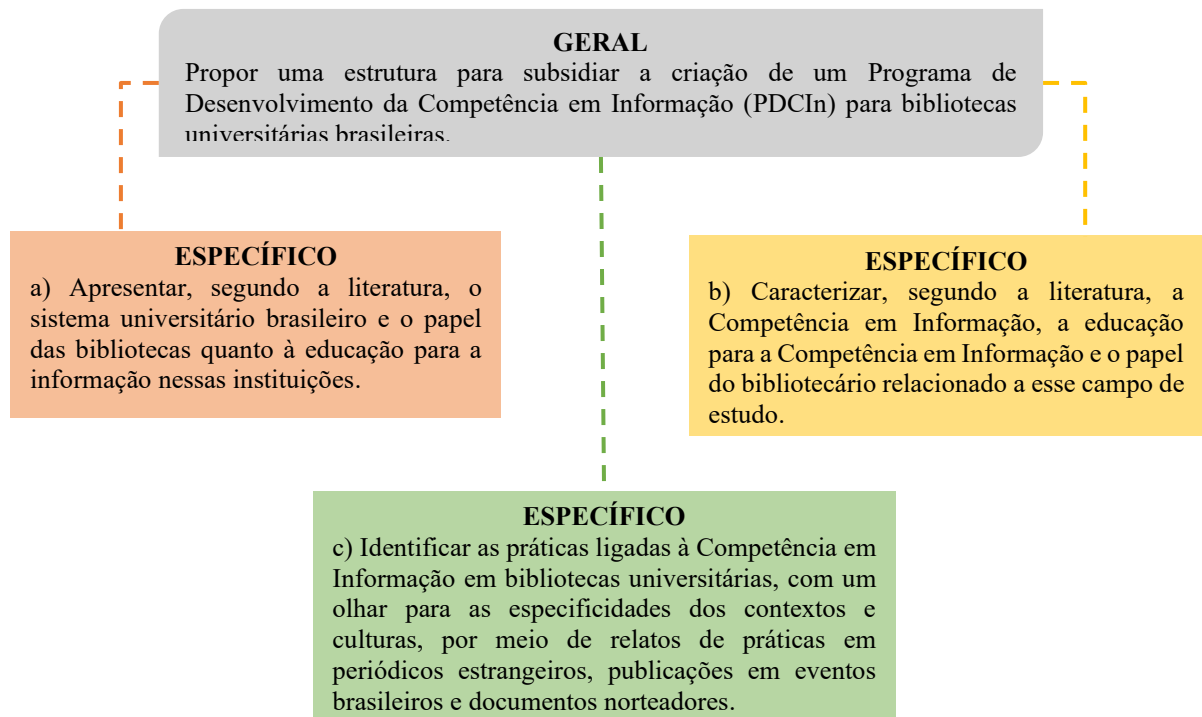 GERAL
Propor uma estrutura para subsidiar a criação de um Programa de
Desenvolvimento da Competência em Informação (PDCIn) para bibliotecas
universitárias brasileiras.
ESPECÍFICO
a) Apresentar, segundo a literatura, o
sistema universitário brasileiro e o papel
das bibliotecas quanto à educação para a
informação nessas instituições.
ESPECÍFICO
b) Caracterizar, segundo a literatura, a
Competência em Informação, a educação
para a Competência em Informação e o papel
do bibliotecário relacionado a esse campo de
estudo.
ESPECÍFICO
c) Identificar as práticas ligadas à Competência em
Informação em bibliotecas universitárias, com um
olhar para as especificidades dos contextos e
culturas, por meio de relatos de práticas em
periódicos estrangeiros, publicações em eventos
brasileiros e documentos norteadores.